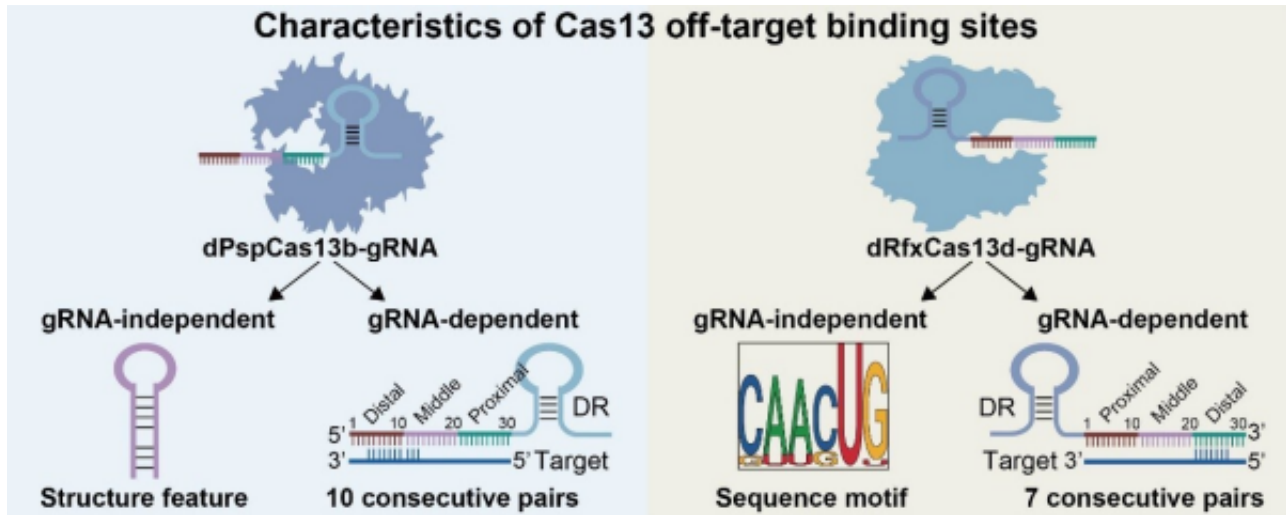 Characteristics of Cas13 off-target binding sites
dPspCas13b-gRNA
gRNA-independent
gRNA-dependent
Structure feature
Distal
Middle
Proximal
1
10
20
30
DR
5'
3'
5' Target
10 consecutive pairs
dRfxCas13d-gRNA
gRNA-independent
gRNA-dependent
CAACUG
Sequence motif
Proximal
Middle
Distal
DR
1
10
20
30
3'
Target 3'
5'
7 consecutive pairs